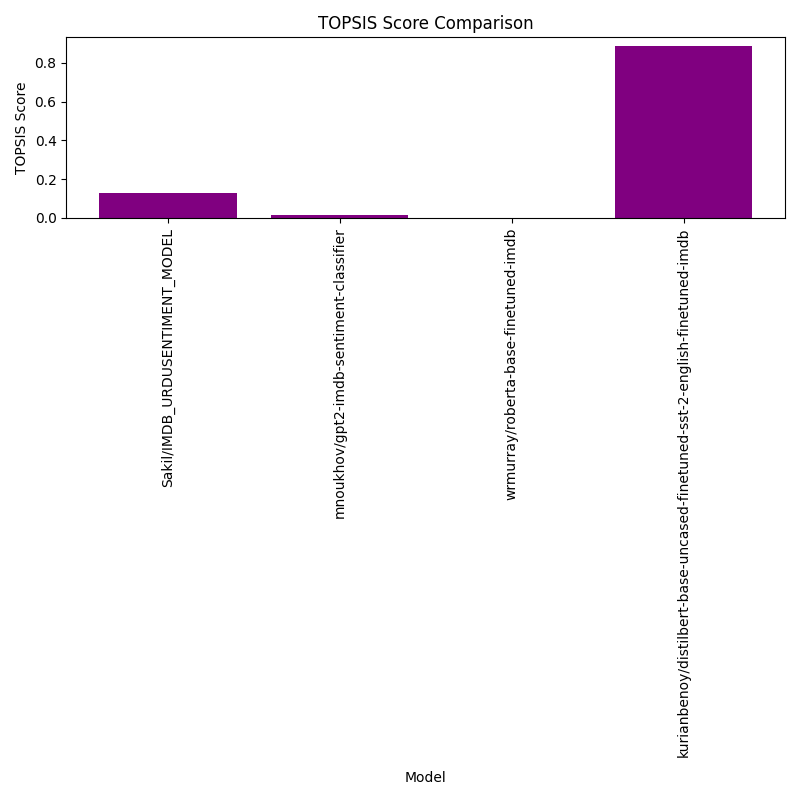 TOPSIS Score Comparison
TOPSIS Score
0.8
0.6
0.4
0.2
0.0
Sakil/IMDB_URDUSENTIMENT_MODEL
mnoukhov/gpt2-imdb-sentiment-classifier
wrmurray/roberta-base-finetuned-imdb
kurianbenoy/distilbert-base-uncased-finetuned-sst-2-english-finetuned-imdb
Model